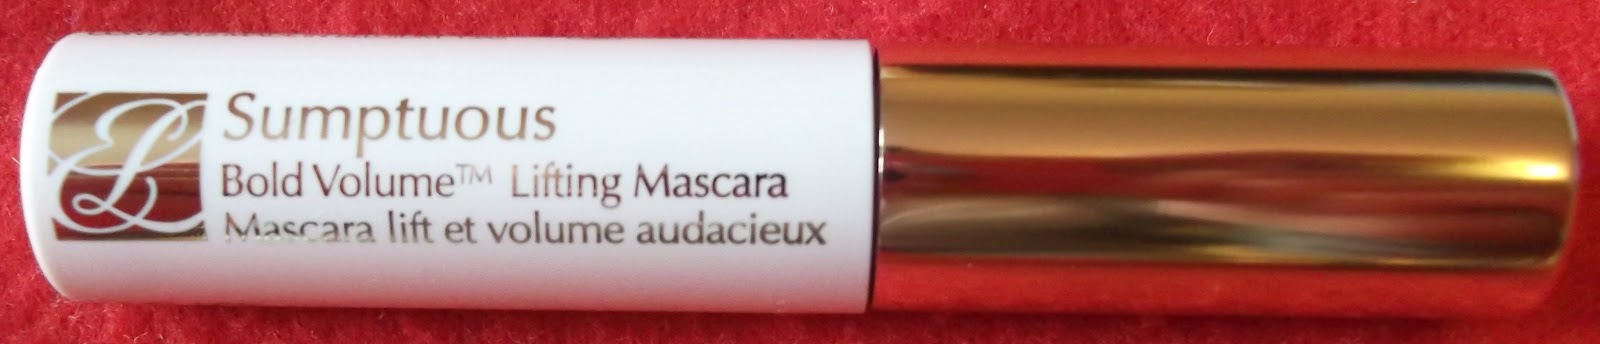 Sumptuous
Bold Volume™ Lifting Mascara
Mascara lift et volume audacieux